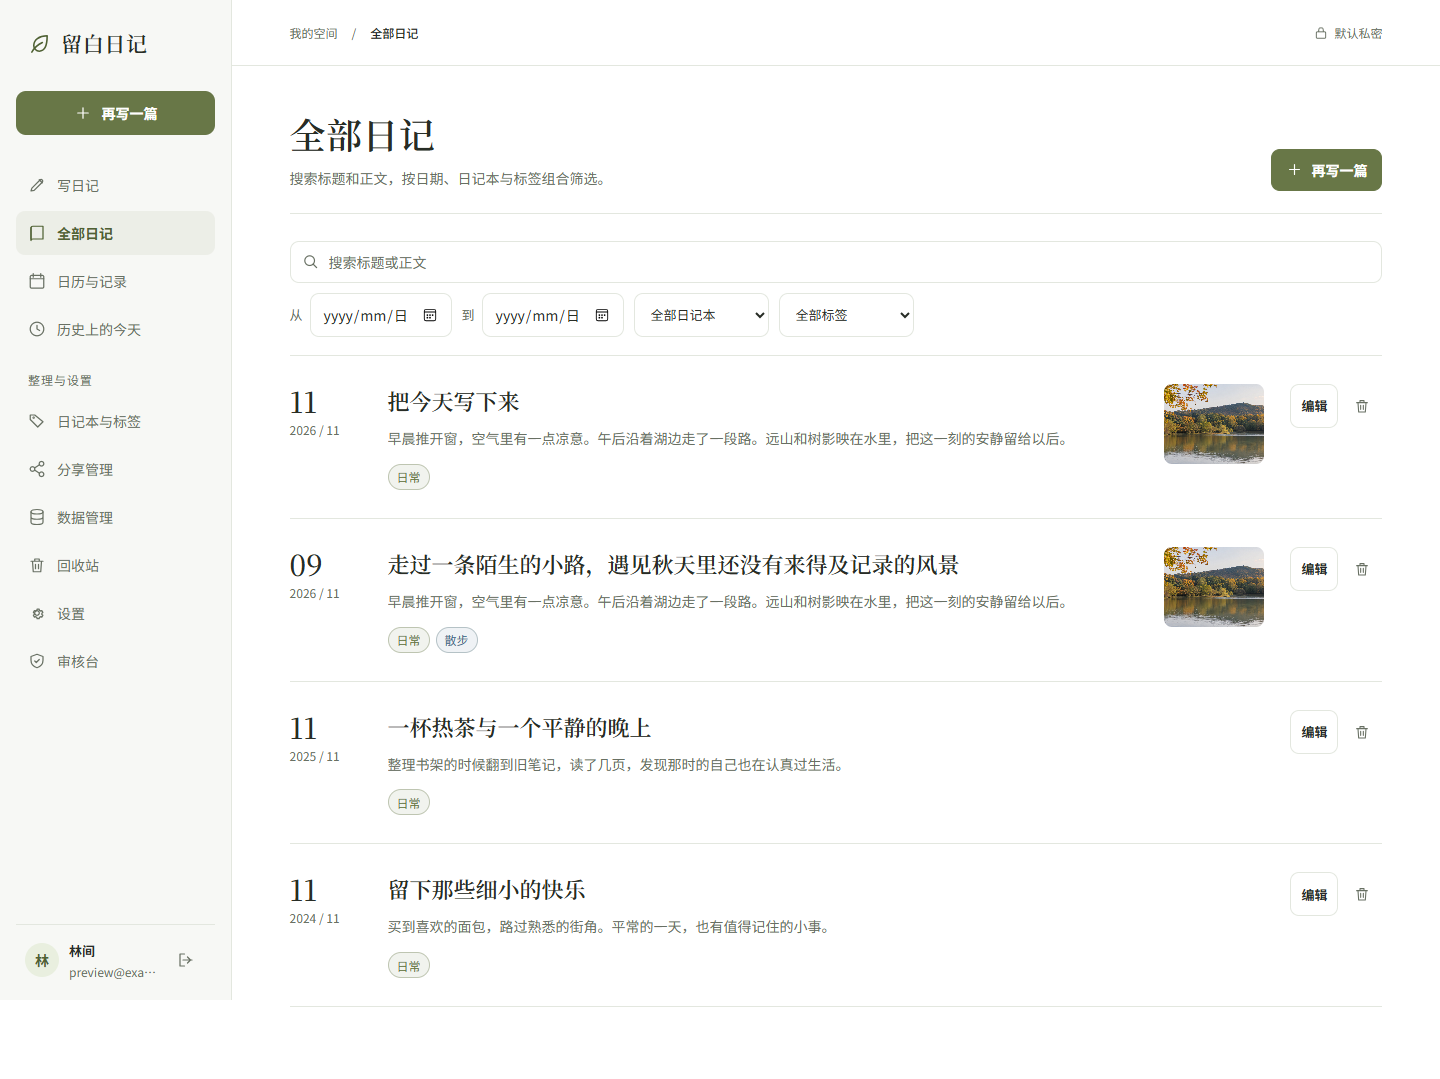 留白日记
再写一篇
写日记
全部日记
日历与记录
历史上的今天
整理与设置
日记本与标签
分享管理
数据管理
回收站
设置
审核台
林
林间
preview@exa···
我的空间 / 全部日记
默认私密
全部日记
搜索标题和正文，按日期、日记本与标签组合筛选。
再写一篇
搜索标题或正文
从 yyyy/mm/日 到 yyyy/mm/日 全部日记本 全部标签
11
2026 / 11
把今天写下来
早晨推开窗，空气里有一点凉意。午后沿着湖边走了一段路。远山和树影映在水里，把这一刻的安静留给以后。
日常
编辑
09
2026 / 11
走过一条陌生的小路，遇见秋天里还没有来得及记录的风景
早晨推开窗，空气里有一点凉意。午后沿着湖边走了一段路。远山和树影映在水里，把这一刻的安静留给以后。
日常 散步
编辑
11
2025 / 11
一杯热茶与一个平静的晚上
整理书架的时候翻到旧笔记，读了几页，发现那时的自己也在认真过生活。
日常
编辑
11
2024 / 11
留下那些细小的快乐
买到喜欢的面包，路过熟悉的街角。平常的一天，也有值得记住的小事。
日常
编辑